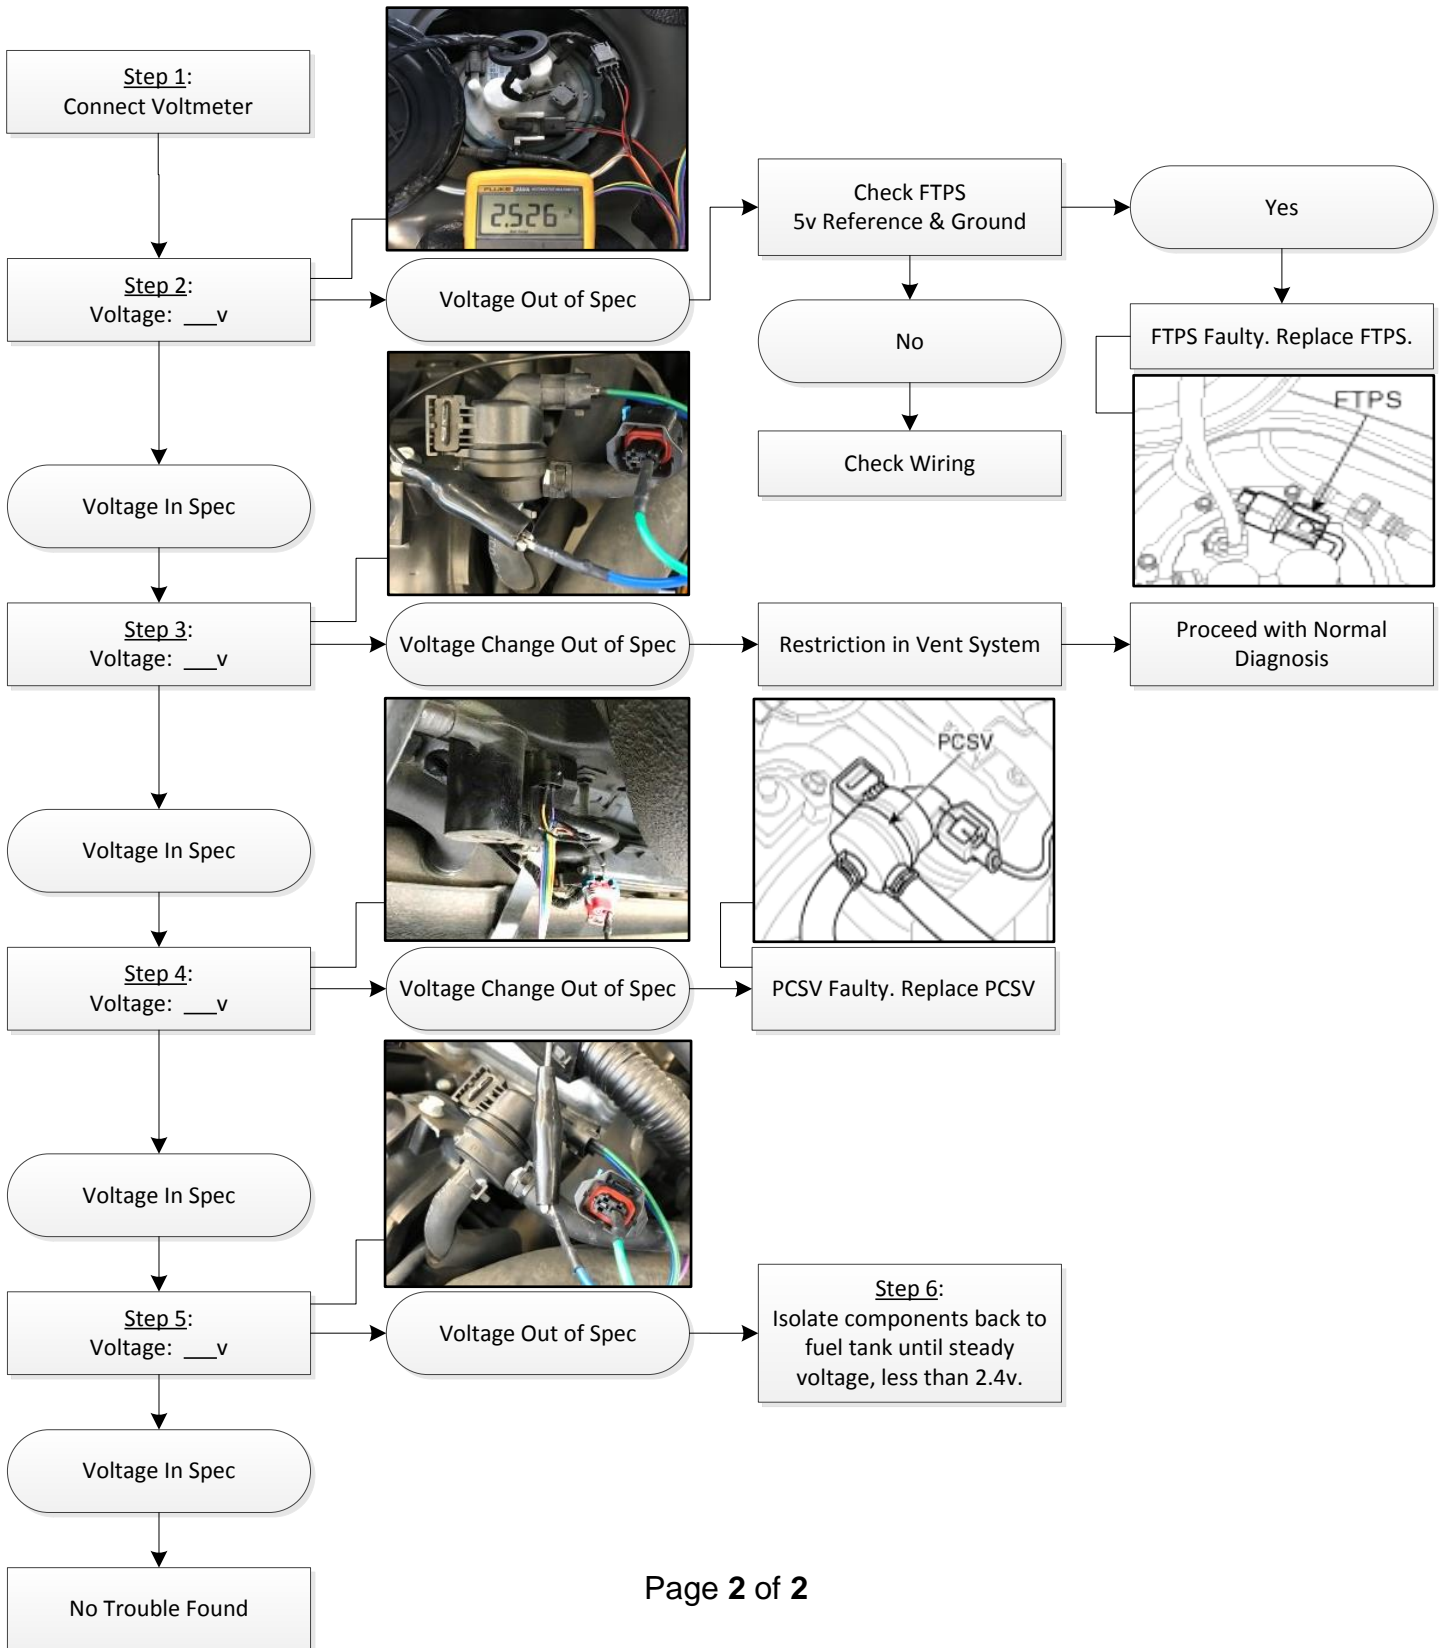 Step 1:
Connect Voltmeter
FLUKE
2.526
Check FTPS
5v Reference & Ground
Yes
Step 2:
Voltage: ___v
Voltage Out of Spec
No
FTPS Faulty. Replace FTPS.
FTPS
Check Wiring
Voltage In Spec
Step 3:
Voltage: ___v
Voltage Change Out of Spec
Restriction in Vent System
Proceed with Normal
Diagnosis
PCSV
Voltage In Spec
Step 4:
Voltage: ___v
Voltage Change Out of Spec
PCSV Faulty. Replace PCSV
Voltage In Spec
Step 5:
Voltage: ___v
Voltage Out of Spec
Step 6:
Isolate components back to
fuel tank until steady
voltage, less than 2.4v.
Voltage In Spec
No Trouble Found
Page 2 of 2